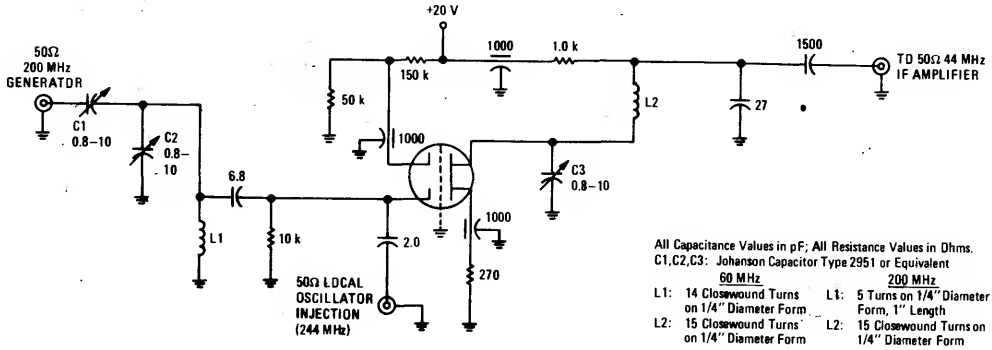 +20 V
50Ω
200 MHz
GENERATOR
C1
0.8-10
C2
0.8-
10
50 k
150 k
1000
1.0 k
1500
TD 50Ω 44 MHz
IF AMPLIFIER
L2
27
1000
C3
0.8-10
6.8
L1
10 k
2.0
1000
270
50Ω LDCAL
OSCILLATOR
INJECTION
(244 MHz)
All Capacitance Values in pF; All Resistance Values in Dhms.
C1,C2,C3: Johanson Capacitor Type 2951 or Equivalent
60 MHz
L1: 14 Closewound Turns
on 1/4" Diameter Form
L2: 15 Closewound Turns
on 1/4" Diameter Form
200 MHz
L1: 5 Turns on 1/4" Diameter
Form, 1" Length
L2: 15 Closewound Turns on
1/4" Diameter Form